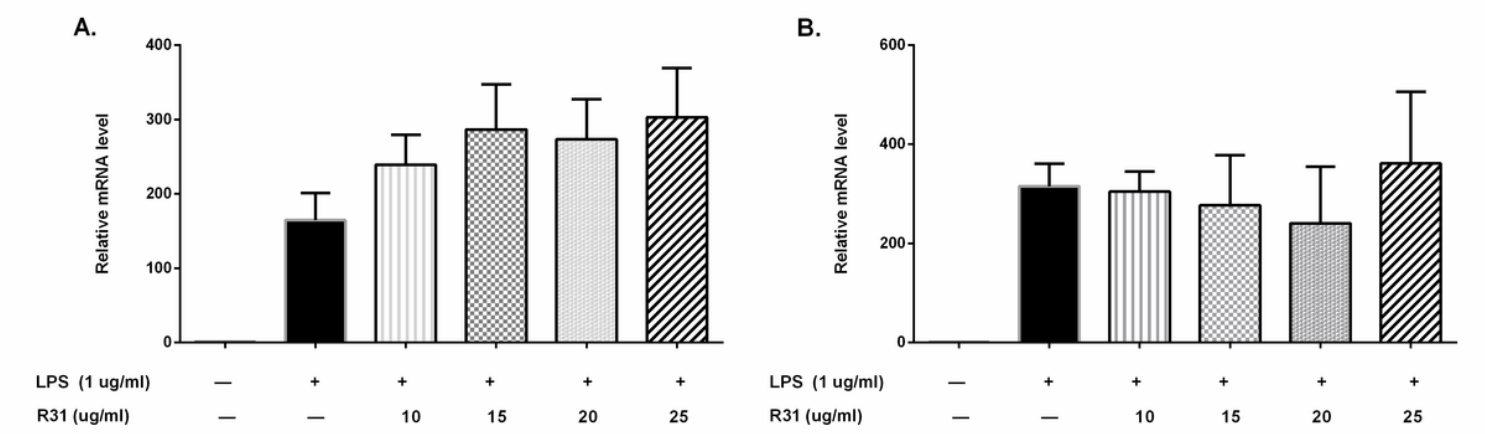 A.
Relative mRNA level
400
300
200
100
0
LPS (1 ug/ml) — + + + + +
R31 (ug/ml) — — 10 15 20 25
B.
Relative mRNA level
600
400
200
0
LPS (1 ug/ml) — + + + + +
R31 (ug/ml) — — 10 15 20 25